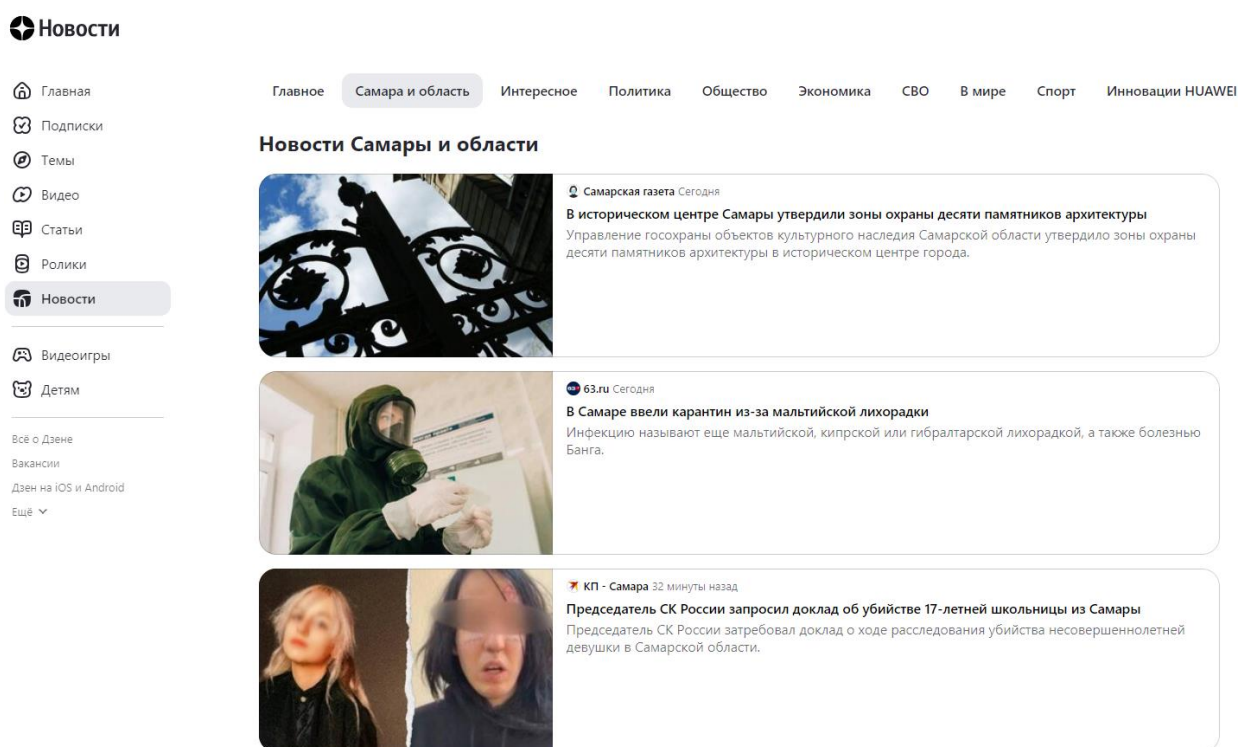 Новости
Главная
Подписки
Темы
Видео
Статьи
Ролики
Новости
Видеоигры
Детям
Всё о Дзене
Вакансии
Дзен на iOS и Android
Ещё
Главное Самара и область Интересное Политика Общество Экономика СВО В мире Спорт Инновации HUAWEI
Новости Самары и области
Самарская газета Сегодня
В историческом центре Самары утвердили зоны охраны десяти памятников архитектуры
Управление госохраны объектов культурного наследия Самарской области утвердило зоны охраны
десяти памятников архитектуры в историческом центре города.
63.ru Сегодня
В Самаре ввели карантин из-за мальтийской лихорадки
Инфекцию называют еще мальтийской, кипрской или гибралтарской лихорадкой, а также болезнью
Банга.
КП - Самара 32 минуты назад
Председатель СК России запросил доклад об убийстве 17-летней школьницы из Самары
Председатель СК России затребовал доклад о ходе расследования убийства несовершеннолетней
девушки в Самарской области.